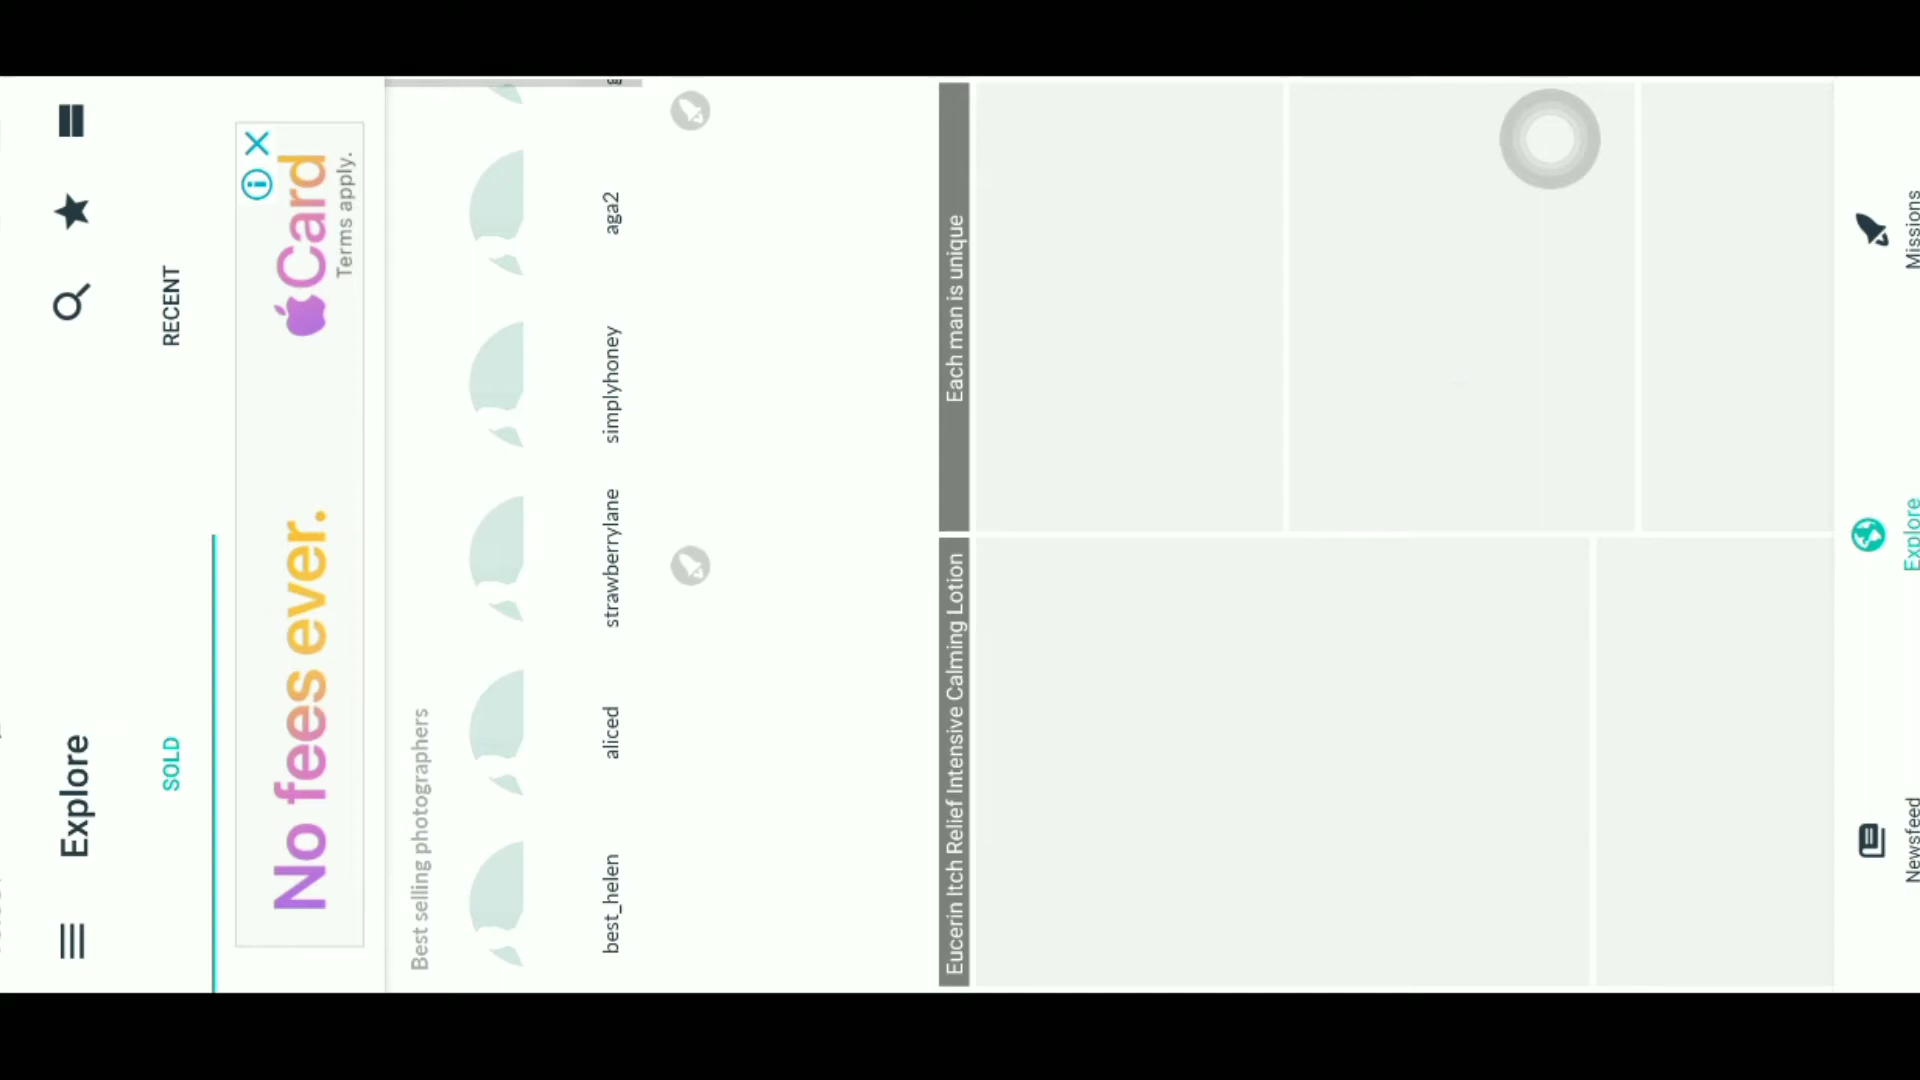 Explore
SOLD
RECENT
No fees ever.
Card
Terms apply.
Best selling photographers
best_helen
aliced
strawberrylane
simplyhoney
aga2
Eucerin Itch Relief Intensive Calming Lotion
Each man is unique
Newsfeed
Explore
Missions